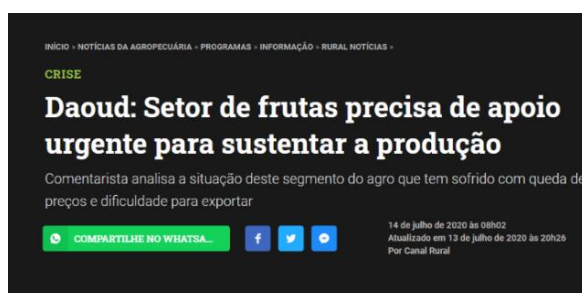 INÍCIO » NOTÍCIAS DA AGROPECUÁRIA » PROGRAMAS » INFORMAÇÃO » RURAL NOTÍCIAS »
CRISE
Daoud: Setor de frutas precisa de apoio
urgente para sustentar a produção
Comentarista analisa a situação deste segmento do agro que tem sofrido com queda de
preços e dificuldade para exportar
COMPARTILHE NO WHATSA...
14 de julho de 2020 às 08h02
Atualizado em 13 de julho de 2020 às 20h26
Por Canal Rural